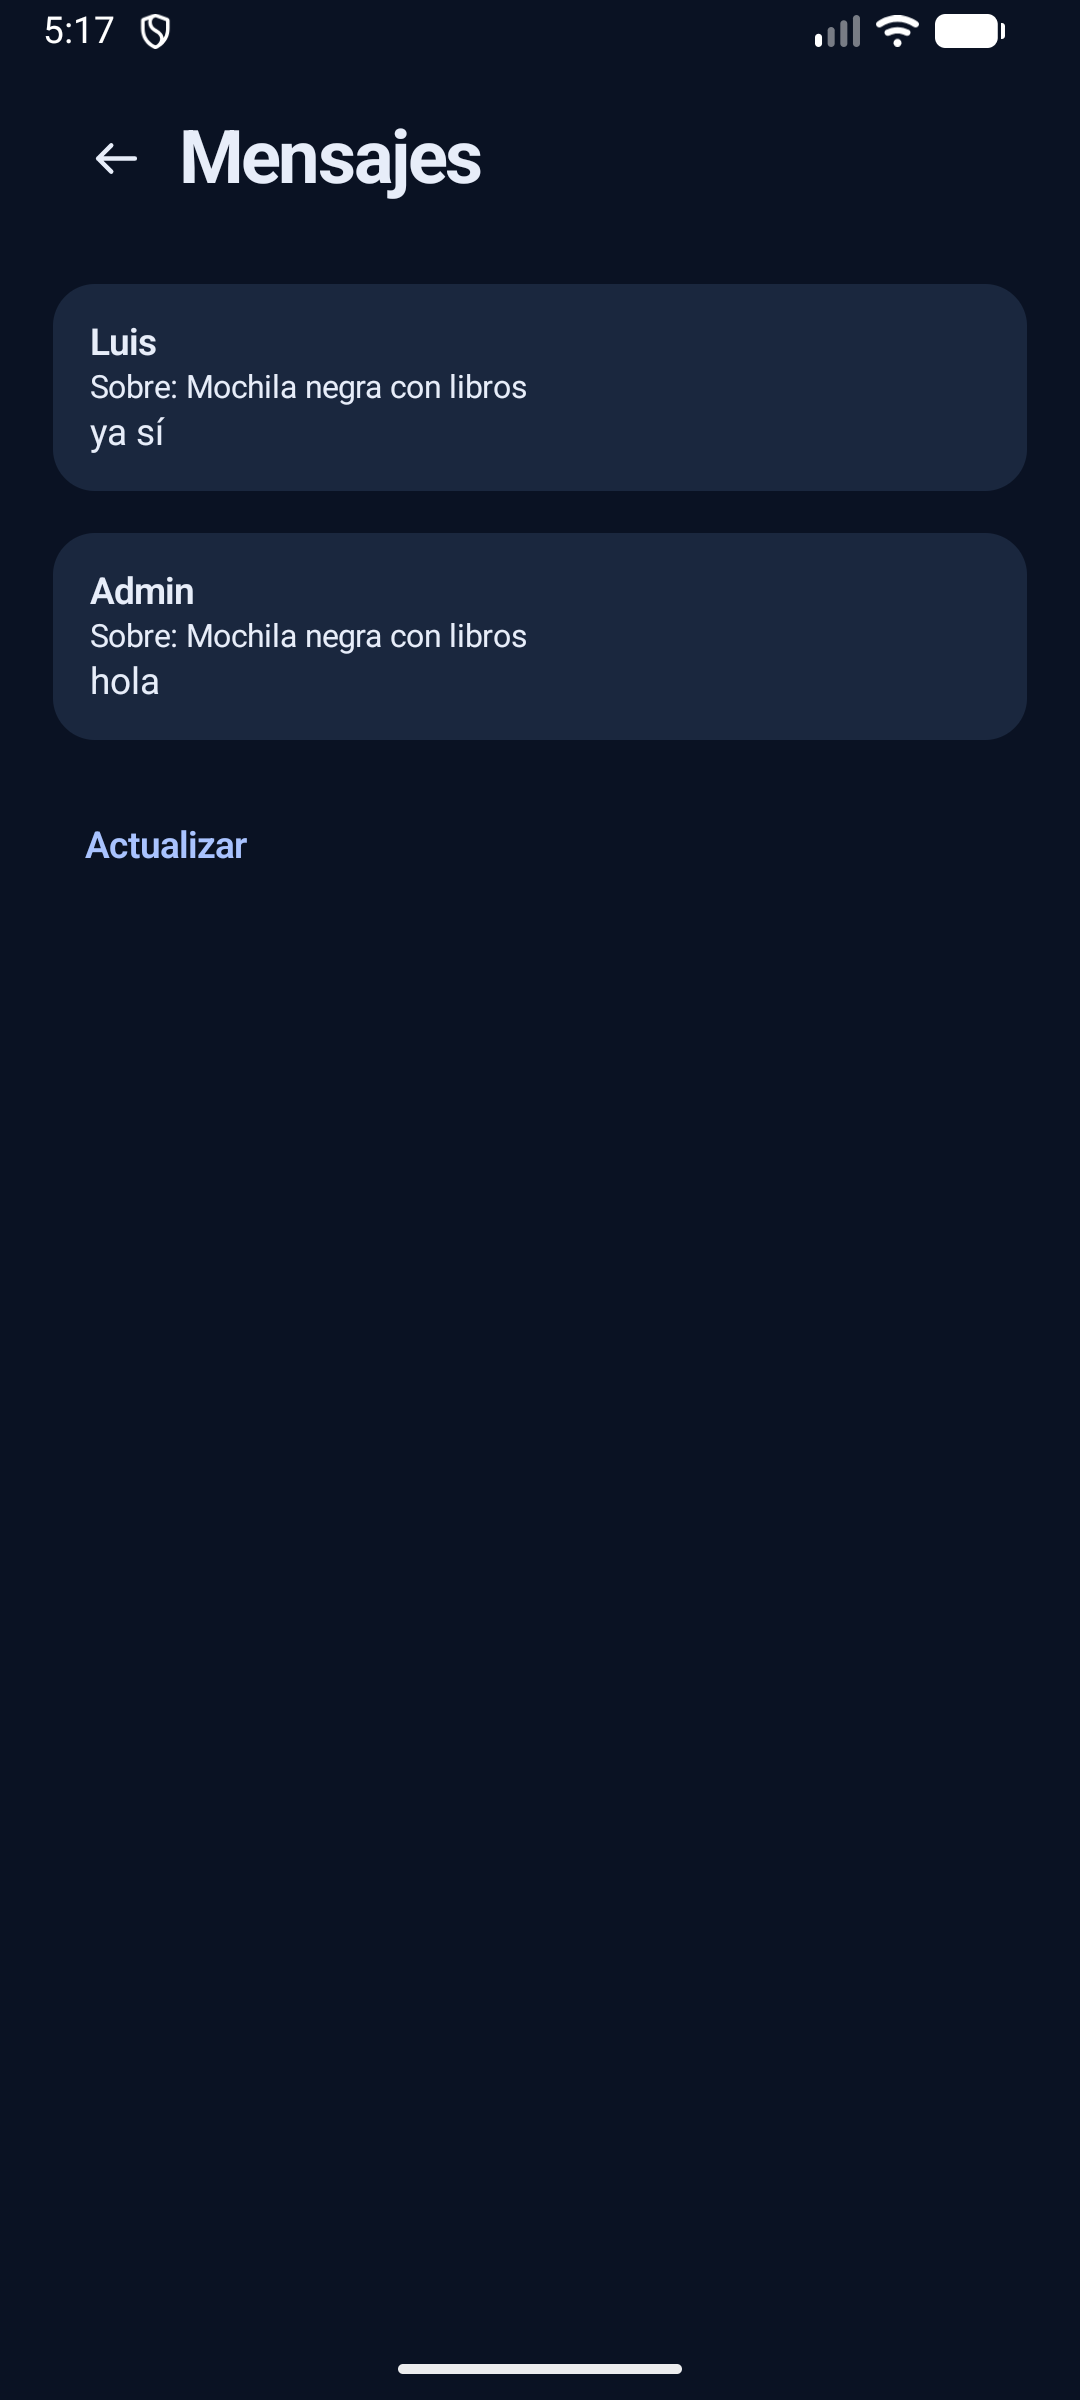 5:17
Mensajes
Luis
Sobre: Mochila negra con libros
ya sí
Admin
Sobre: Mochila negra con libros
hola
Actualizar